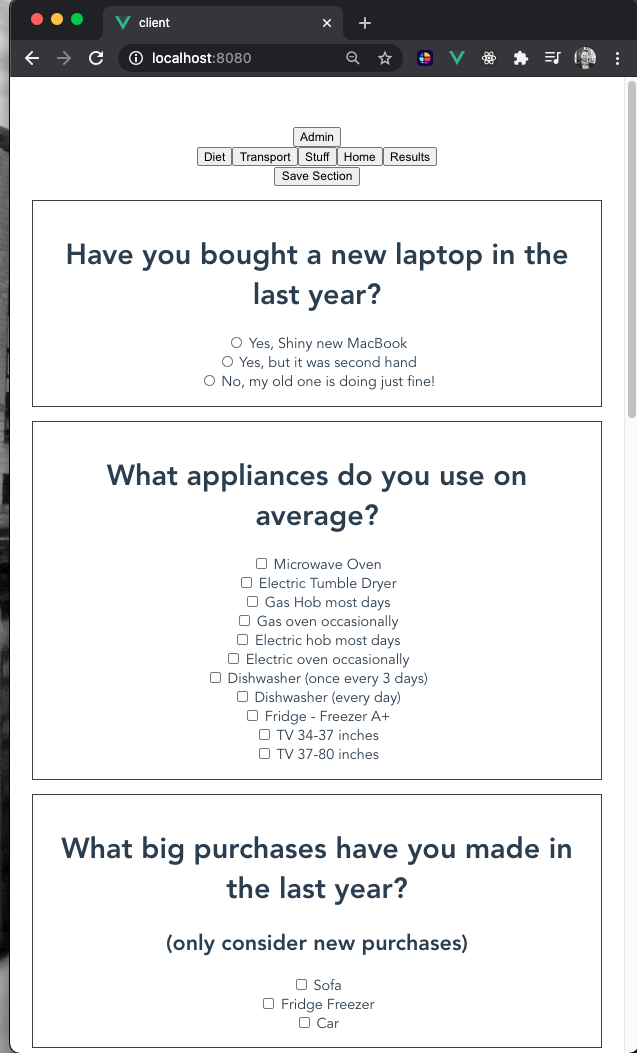 client
localhost:8080
Admin
Diet Transport Stuff Home Results
Save Section
Have you bought a new laptop in the
last year?
Yes, Shiny new MacBook
Yes, but it was second hand
No, my old one is doing just fine!
What appliances do you use on
average?
Microwave Oven
Electric Tumble Dryer
Gas Hob most days
Gas oven occasionally
Electric hob most days
Electric oven occasionally
Dishwasher (once every 3 days)
Dishwasher (every day)
Fridge - Freezer A+
TV 34-37 inches
TV 37-80 inches
What big purchases have you made in
the last year?
(only consider new purchases)
Sofa
Fridge Freezer
Car